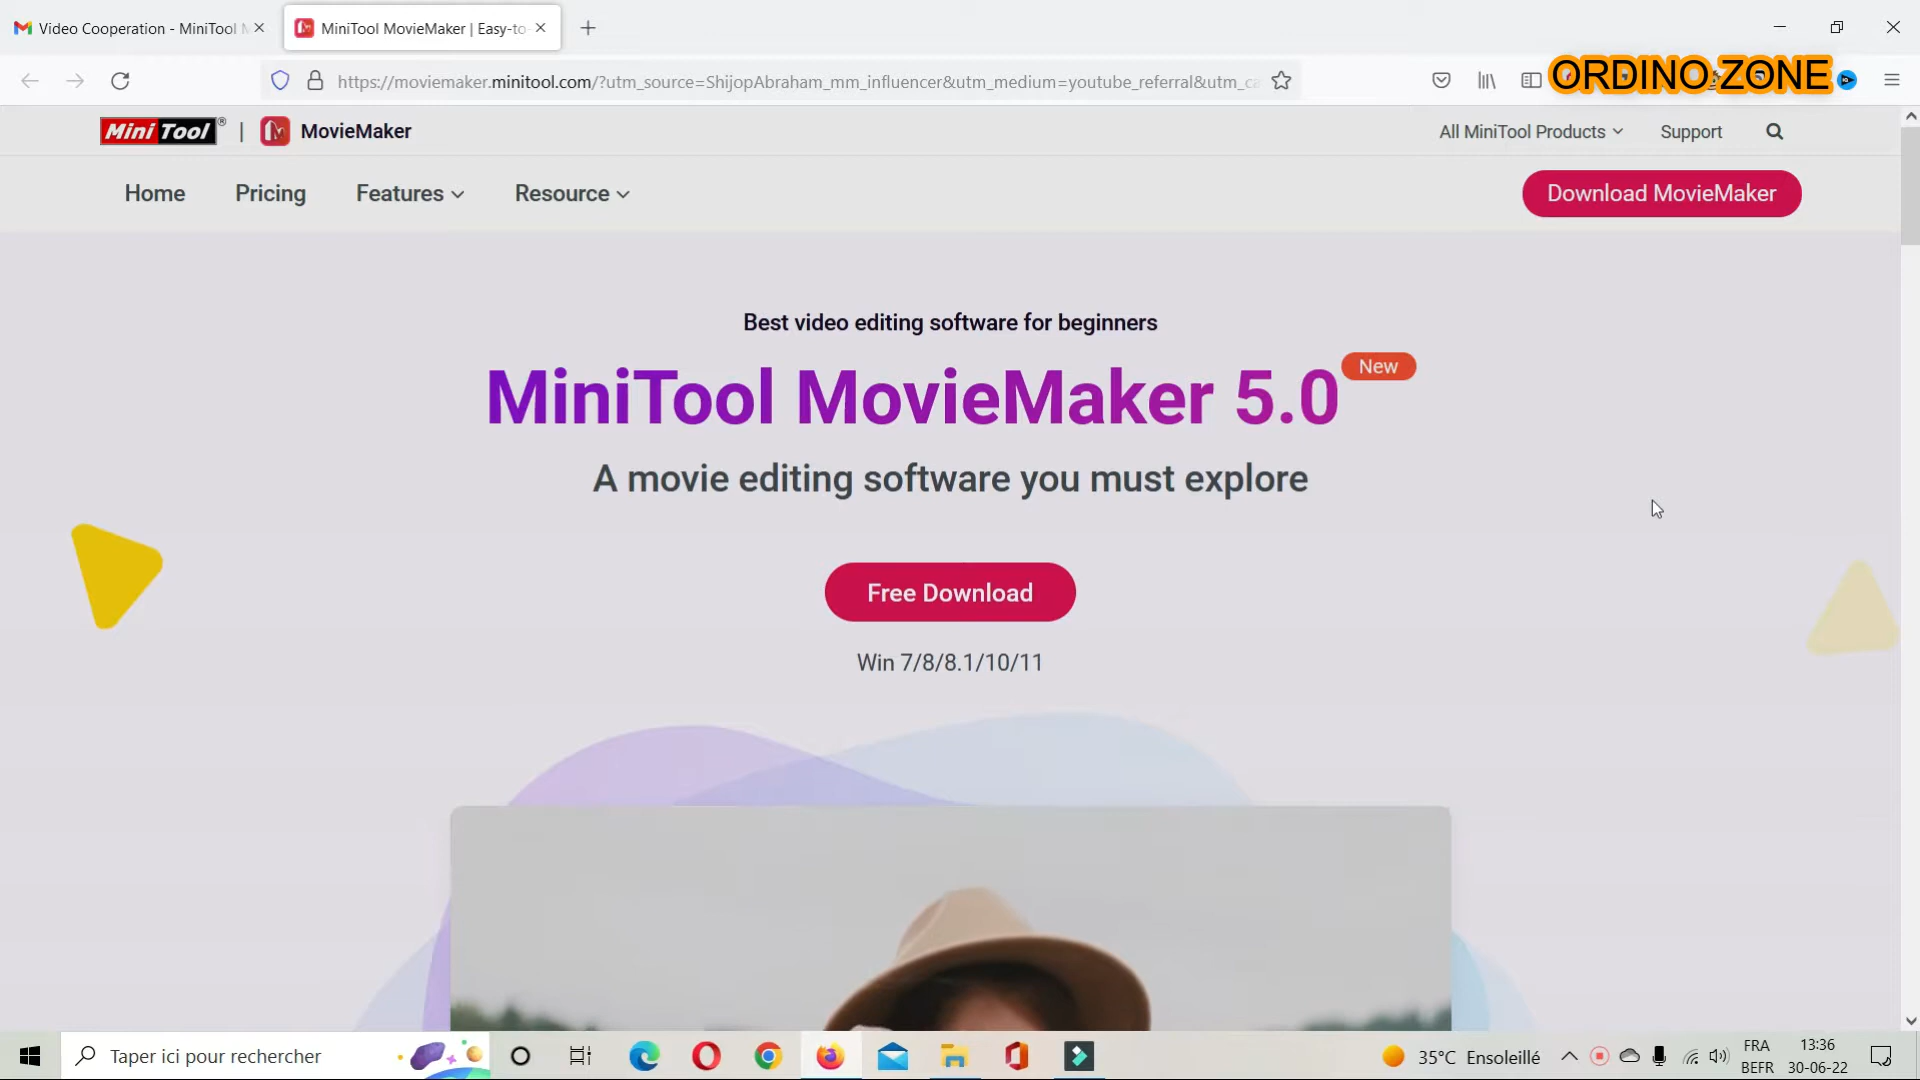 Video Cooperation - MiniTool M
MiniTool MovieMaker | Easy-to-
https://moviemaker.minitool.com/?utm_source=ShijopAbraham_mm_influencer&utm_medium=youtube_referral&utm_ca
ORDINO ZONE
MiniTool® | MovieMaker
All MiniTool Products
Support
Home
Pricing
Features
Resource
Download MovieMaker
Best video editing software for beginners
MiniTool MovieMaker 5.0
New
A movie editing software you must explore
Free Download
Win 7/8/8.1/10/11
Taper ici pour rechercher
35°C Ensoleillé
FRA
BEFR
13:36
30-06-22